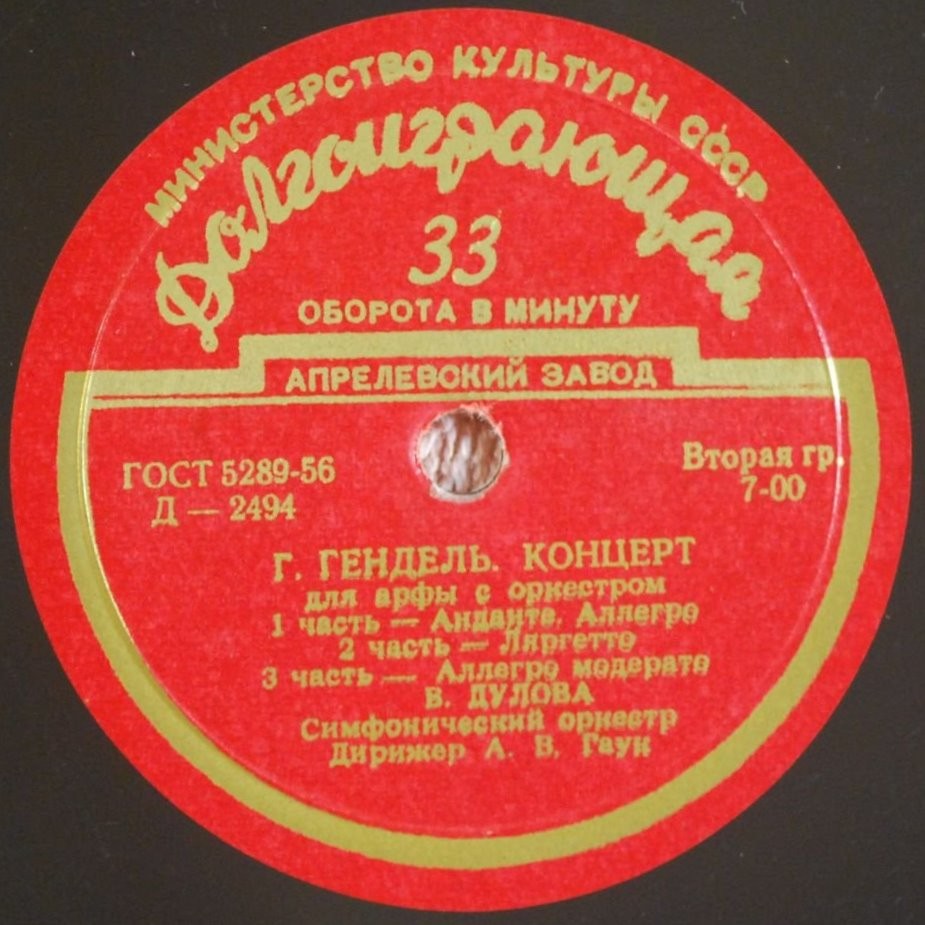 МИНИСТЕРСТВО КУЛЬТУРЫ СССР
Долгоиграющая
33
ОБОРОТА В МИНУТУ
АПРЕЛЕВСКИЙ ЗАВОД
ГОСТ 5289-56
Д — 2494
Вторая гр.
7-00
Г. ГЕНДЕЛЬ. КОНЦЕРТ
для арфы с оркестром
1 часть — Анданте, Аллегро
2 часть — Ларгетто
3 часть — Аллегро модерато
В. ДУЛОВА
Симфонический оркестр
Дирижер А. В. Гаук